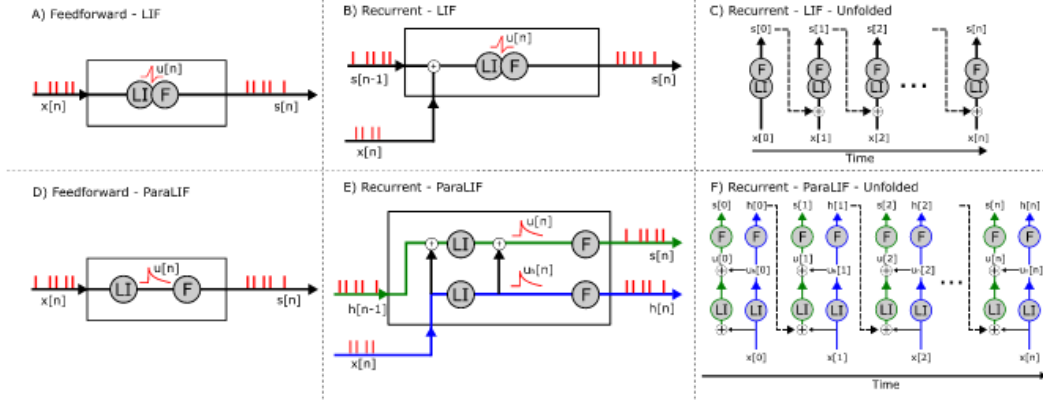 A) Feedforward - LIF
u[n]
LI F
x[n]
s[n]
B) Recurrent - LIF
u[n]
LI F
s[n-1]
+
s[n]
x[n]
C) Recurrent - LIF - Unfolded
s[0] s[1] s[2] s[n]
F F F F
LI LI LI ... LI
+ + +
x[0] x[1] x[2] x[n]
Time
D) Feedforward - ParaLIF
u[n]
LI F
x[n]
s[n]
E) Recurrent - ParaLIF
u[n]
+ LI + F
s[n]
uₕ[n]
LI F
h[n-1]
h[n]
x[n]
F) Recurrent - ParaLIF - Unfolded
s[0] h[0] s[1] h[1] s[2] h[2] s[n] h[n]
F F F F F F F F
u[0] u[1] u[2] u[n]
+ uₕ[0] + uₕ[1] + + ...
LI LI LI LI LI LI LI LI
+ + + +
x[0] x[1] x[2] x[n]
Time